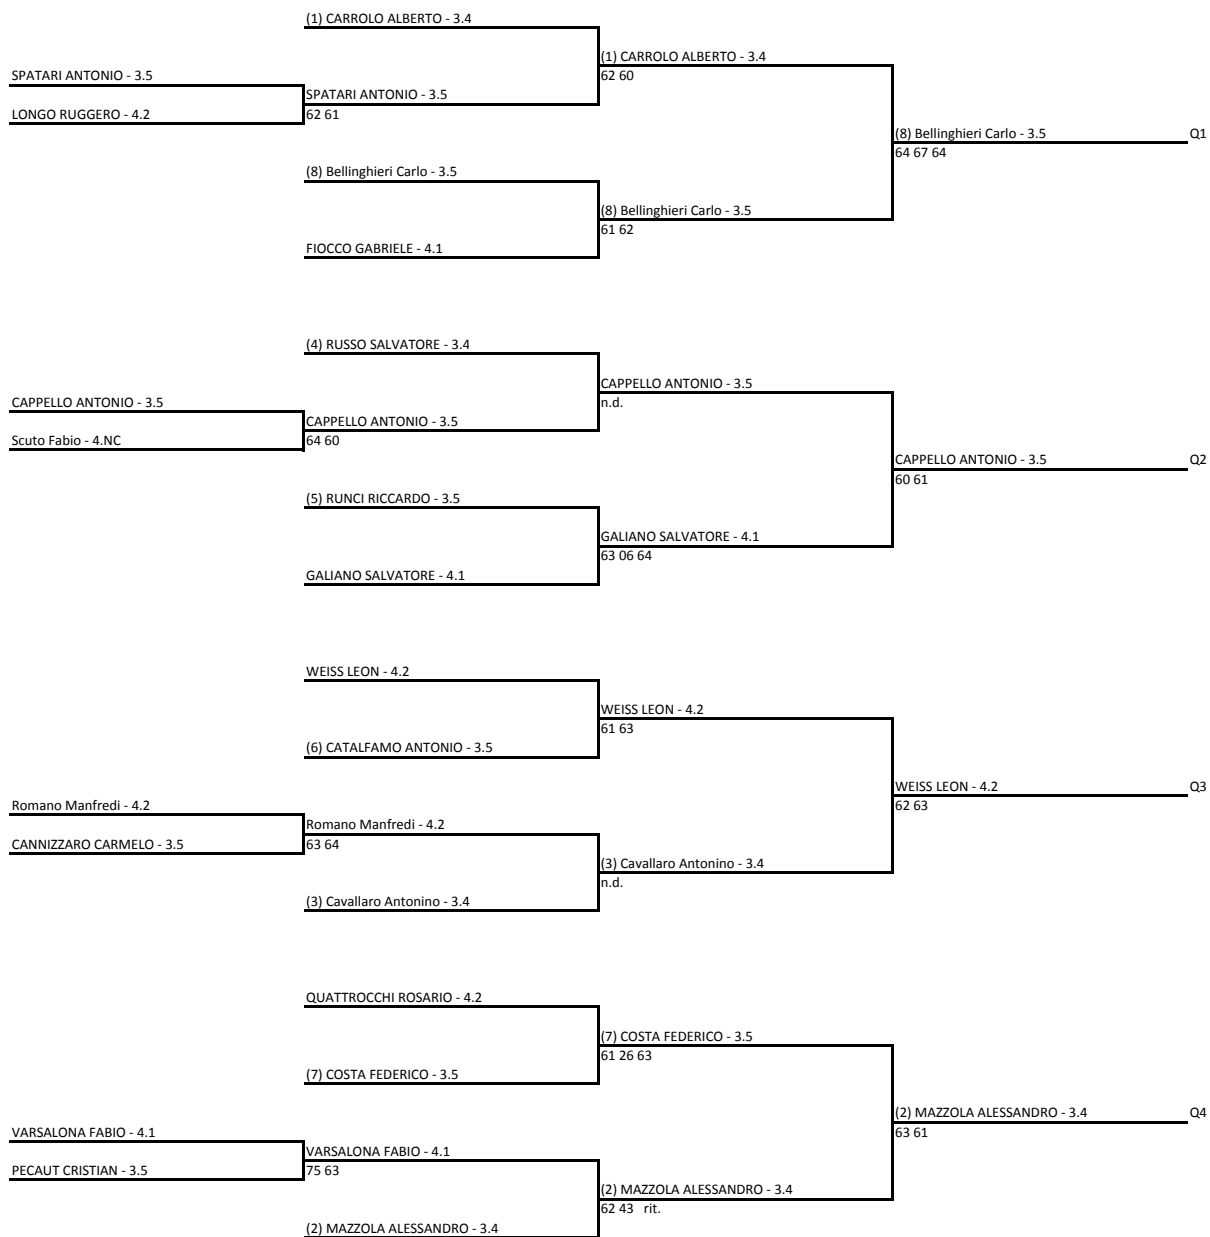 (1) CARROLO ALBERTO - 3.4
(1) CARROLO ALBERTO - 3.4
SPATARI ANTONIO - 3.5
62 60
SPATARI ANTONIO - 3.5
LONGO RUGGERO - 4.2
62 61
(8) Bellinghieri Carlo - 3.5
Q1
64 67 64
(8) Bellinghieri Carlo - 3.5
(8) Bellinghieri Carlo - 3.5
61 62
FIOCCO GABRIELE - 4.1
(4) RUSSO SALVATORE - 3.4
CAPPELLO ANTONIO - 3.5
CAPPELLO ANTONIO - 3.5
n.d.
CAPPELLO ANTONIO - 3.5
Scuto Fabio - 4.NC
64 60
CAPPELLO ANTONIO - 3.5
Q2
60 61
(5) RUNCI RICCARDO - 3.5
GALIANO SALVATORE - 4.1
63 06 64
GALIANO SALVATORE - 4.1
WEISS LEON - 4.2
WEISS LEON - 4.2
61 63
(6) CATALFAMO ANTONIO - 3.5
WEISS LEON - 4.2
Q3
Romano Manfredi - 4.2
62 63
Romano Manfredi - 4.2
CANNIZZARO CARMELO - 3.5
63 64
(3) Cavallaro Antonino - 3.4
n.d.
(3) Cavallaro Antonino - 3.4
QUATTROCCHI ROSARIO - 4.2
(7) COSTA FEDERICO - 3.5
61 26 63
(7) COSTA FEDERICO - 3.5
(2) MAZZOLA ALESSANDRO - 3.4
Q4
VARSALONA FABIO - 4.1
63 61
VARSALONA FABIO - 4.1
PECAUT CRISTIAN - 3.5
75 63
(2) MAZZOLA ALESSANDRO - 3.4
62 43 rit.
(2) MAZZOLA ALESSANDRO - 3.4